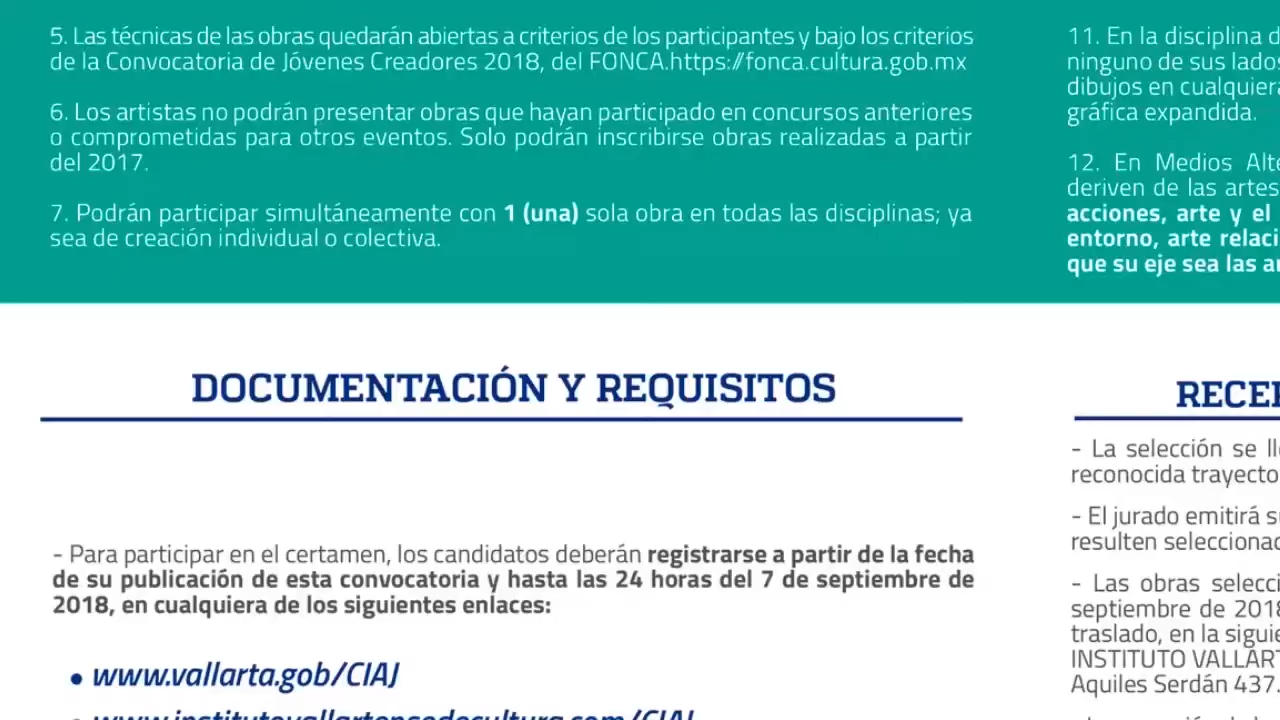 5. Las técnicas de las obras quedarán abiertas a criterios de los participantes y bajo los criterios
de la Convocatoria de Jóvenes Creadores 2018, del FONCA.https://fonca.cultura.gob.mx
6. Los artistas no podrán presentar obras que hayan participado en concursos anteriores
o comprometidas para otros eventos. Solo podrán inscribirse obras realizadas a partir
del 2017.
7. Podrán participar simultáneamente con 1 (una) sola obra en todas las disciplinas; ya
sea de creación individual o colectiva.
DOCUMENTACIÓN Y REQUISITOS
- Para participar en el certamen, los candidatos deberán registrarse a partir de la fecha
de su publicación de esta convocatoria y hasta las 24 horas del 7 de septiembre de
2018, en cualquiera de los siguientes enlaces:
• www.vallarta.gob/CIAJ
• www.institutovallartensedecultura.com/CIAJ
11. En la disciplina
ninguno de sus lados
dibujos en cualquiera
gráfica expandida.
12. En Medios
deriven de las artes
acciones, arte y el
entorno, arte
que su eje sea las
- La selección se
reconocida
- El jurado emitirá
resulten
- Las obras
septiembre de 2018
traslado, en la
INSTITUTO
Aquiles Serdán 437.